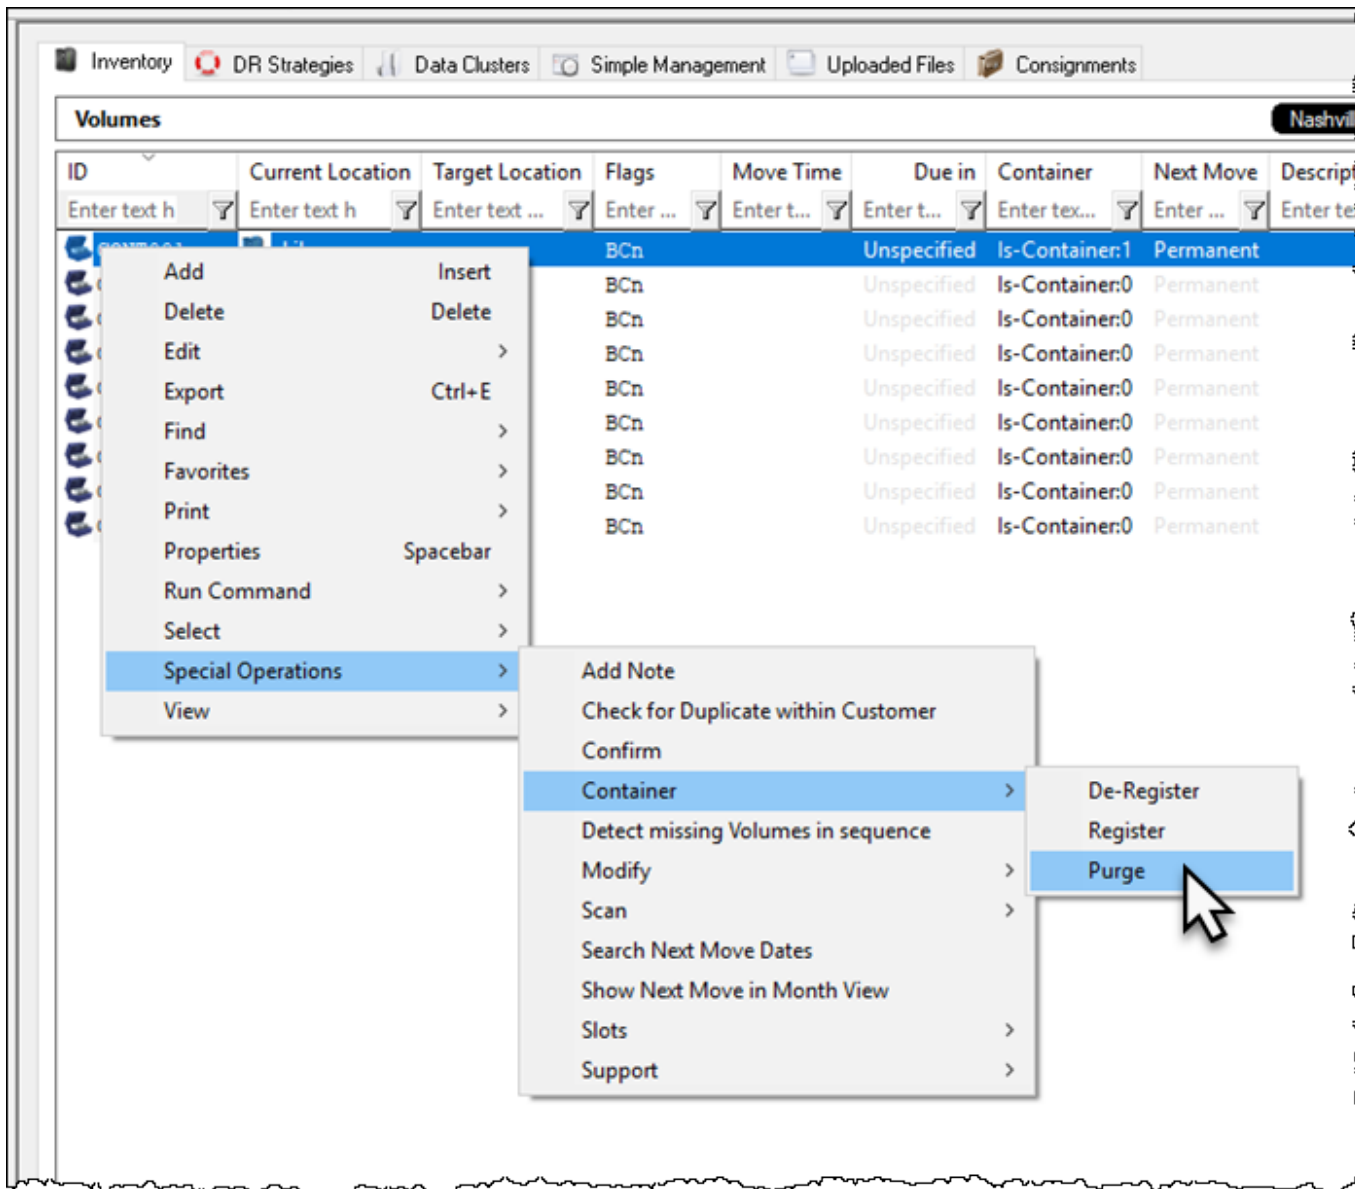 Inventory DR Strategies Data Clusters Simple Management Uploaded Files Consignments
Volumes
ID Current Location Target Location Flags Move Time Due in Container Next Move
Enter text h Enter text h Enter text ... Enter ... Enter t... Enter t... Enter tex... Enter ... Enter
BCn Unspecified Is-Container:1 Permanent
BCn Unspecified Is-Container:0 Permanent
BCn Unspecified Is-Container:0 Permanent
BCn Unspecified Is-Container:0 Permanent
BCn Unspecified Is-Container:0 Permanent
BCn Unspecified Is-Container:0 Permanent
BCn Unspecified Is-Container:0 Permanent
BCn Unspecified Is-Container:0 Permanent
BCn Unspecified Is-Container:0 Permanent
Add Insert
Delete Delete
Edit >
Export Ctrl+E
Find >
Favorites >
Print >
Properties Spacebar
Run Command >
Select >
Special Operations >
View >
Add Note
Check for Duplicate within Customer
Confirm
Container >
Detect missing Volumes in sequence
Modify >
Scan >
Search Next Move Dates
Show Next Move in Month View
Slots >
Support >
De-Register
Register
Purge